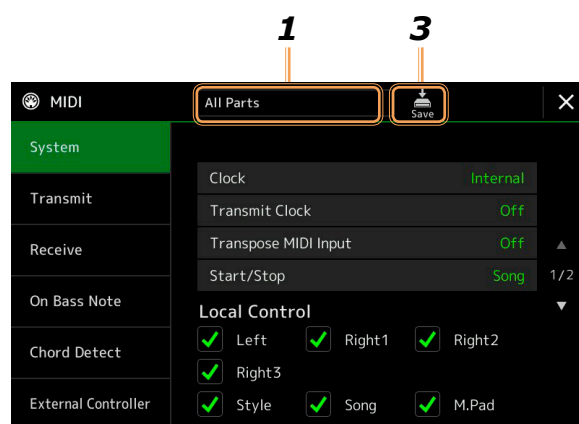 1 3
MIDI All Parts Save
System
Transmit
Receive
On Bass Note
Chord Detect
External Controller
Clock Internal
Transmit Clock Off
Transpose MIDI Input Off
Start/Stop Song
1/2
Local Control
Left Right1 Right2
Right3
Style Song M.Pad